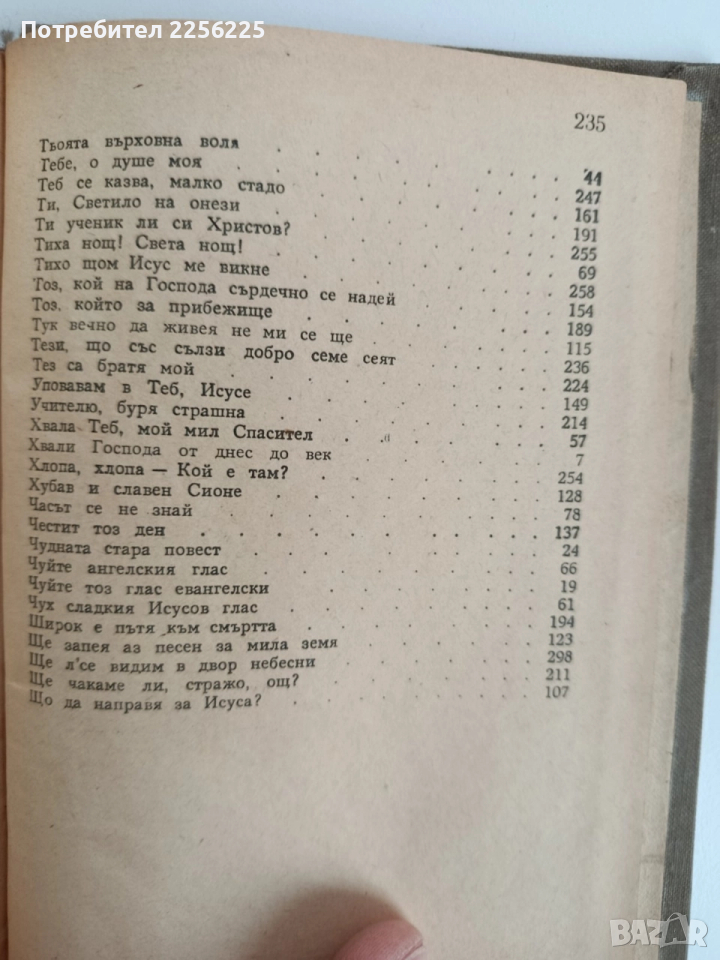 Потребител 2256225
235
Твоята върховна воля . . . . . . . 44
Тебе, о душе моя . . . . . . . 247
Теб се казва, малко стадо . . . . . . 161
Ти, Светило на онези . . . . . . 191
Ти ученик ли си Христов? . . . . . . 255
Тиха нощ! Света нощ! . . . . . . 69
Тихо щом Исус ме викне . . . . . . 258
Тоз, кой на Господа сърдечно се надей . . . . 154
Тоз, който за прибежище . . . . . . 189
Тук вечно да живея не ми се ще . . . . . 115
Тези, що със сълзи добро семе сеят . . . . 236
Тез са братя мой . . . . . . . 224
Уповавам в Теб, Исусе . . . . . . 149
Учителю, буря страшна . . . . . . 214
Хвала Теб, мой мил Спасител . . . . . 57
Хвали Господа от днес до век . . . . . 7
Хлопа, хлопа — Кой е там? . . . . . . 254
Хубав и славен Сионе . . . . . . 128
Часът се не знай . . . . . . . 78
Честит тоз ден . . . . . . . 137
Чудната стара повест . . . . . . 24
Чуйте ангелския глас . . . . . . 66
Чуйте тоз глас евангелски . . . . . . 19
Чух сладкия Исусов глас . . . . . . 61
Широк е пътя към смъртта . . . . . . 194
Ще запея аз песен за мила земя . . . . . 123
Ще л'се видим в двор небесни . . . . . 298
Ще чакаме ли, стражо, ощ? . . . . . . 211
Що да направя за Исуса? . . . . . . 107
BAZAR